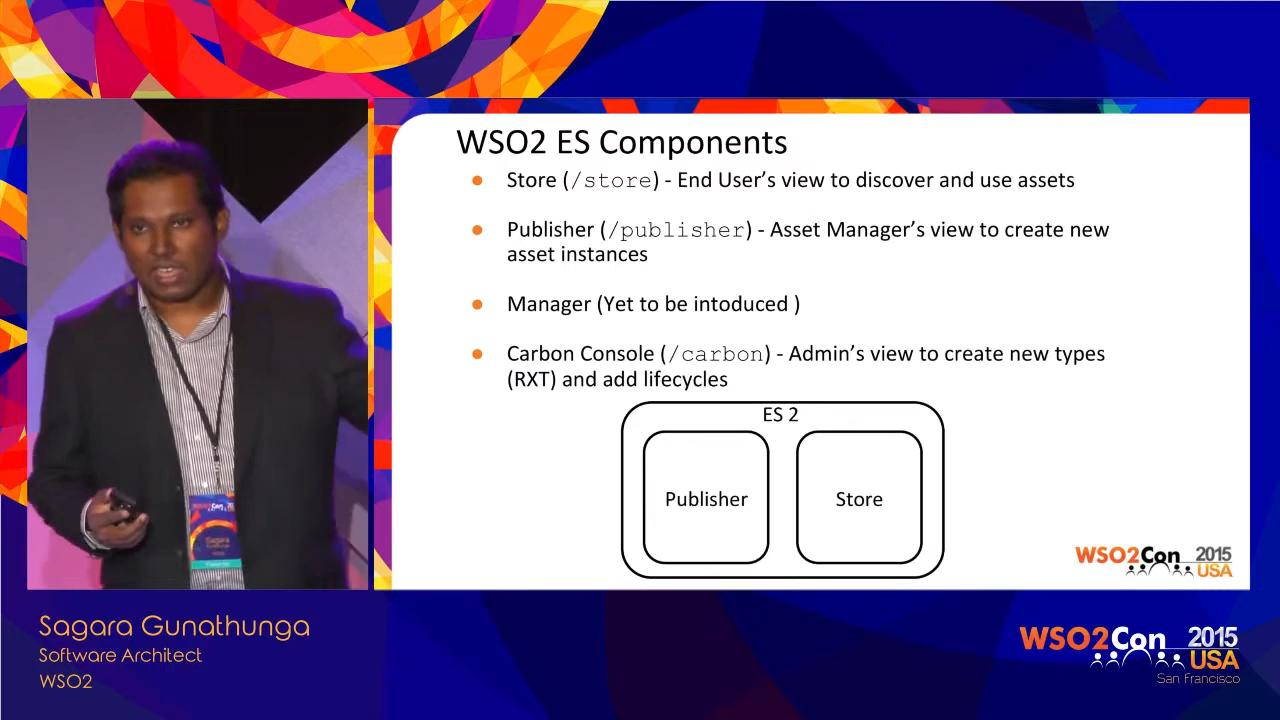 WSO2 ES Components
● Store (/store) - End User's view to discover and use assets
● Publisher (/publisher) - Asset Manager's view to create new
asset instances
● Manager (Yet to be intoduced )
● Carbon Console (/carbon) - Admin's view to create new types
(RXT) and add lifecycles
ES 2
Publisher
Store
WSO2Con 2015
USA
Sagara
Sagara Gunathunga
Software Architect
WSO2
WSO2Con 2015
USA
San Francisco